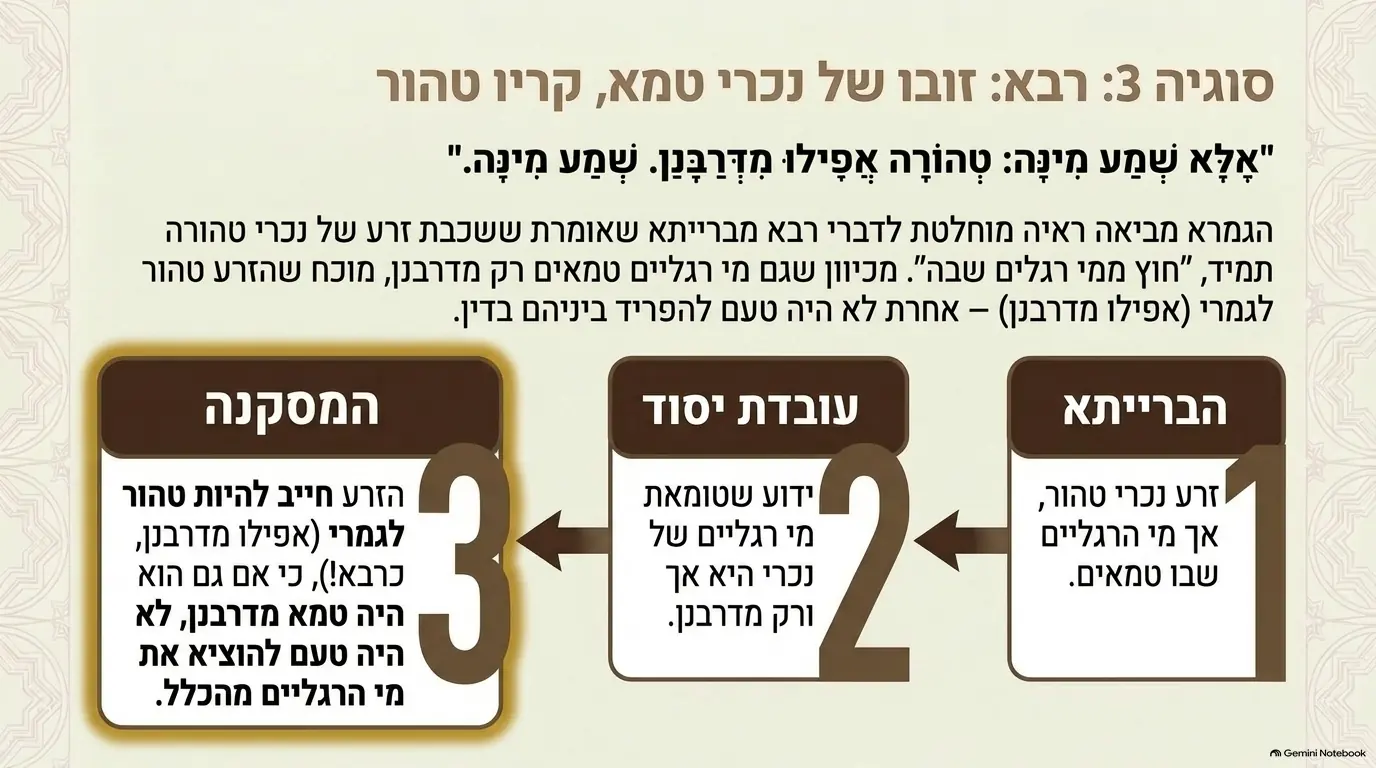 סוגיה 3: רבא: זובו של נכרי טמא, קריו טהור
"אֶלָּא שְׁמַע מִינָּה: טְהוֹרָה אֲפִילוּ מִדְּרַבָּנַן. שְׁמַע מִינָּה."
הגמרא מביאה ראיה מוחלטת לדברי רבא מברייתא שאומרת ששכבת זרע של נכרי טהורה
תמיד, "חוץ ממי רגלים שבה". מכיוון שגם מי רגליים טמאים רק מדרבנן, מוכח שהזרע טהור
לגמרי (אפילו מדרבנן) – אחרת לא היה טעם להפריד ביניהם בדין.
הברייתא
1
זרע נכרי טהור,
אך מי הרגליים
שבו טמאים.
עובדת יסוד
2
ידוע שטומאת
מי רגליים של
נכרי היא אך
ורק מדרבנן.
המסקנה
3
הזרע חייב להיות טהור
לגמרי (אפילו מדרבנן,
כרבא!), כי אם גם הוא
היה טמא מדרבנן, לא
היה טעם להוציא את
מי הרגליים מהכלל.
Gemini Notebook